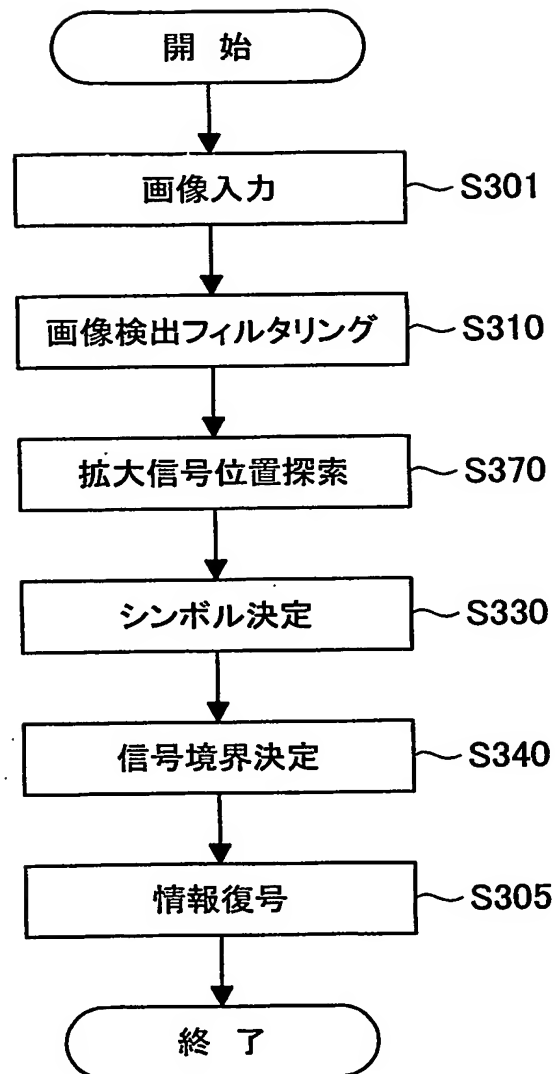 開 始
画像入力 S301
画像検出フィルタリング S310
拡大信号位置探索 S370
シンボル決定 S330
信号境界決定 S340
情報復号 S305
終 了